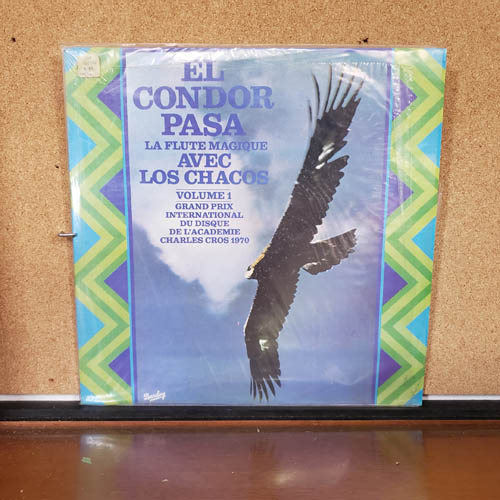 EL
CONDOR
PASA
LA FLUTE MAGIQUE
AVEC
LOS CHACOS
VOLUME 1
GRAND PRIX
INTERNATIONAL
DU DISQUE
DE L'ACADEMIE
CHARLES CROS 1970
Barclay